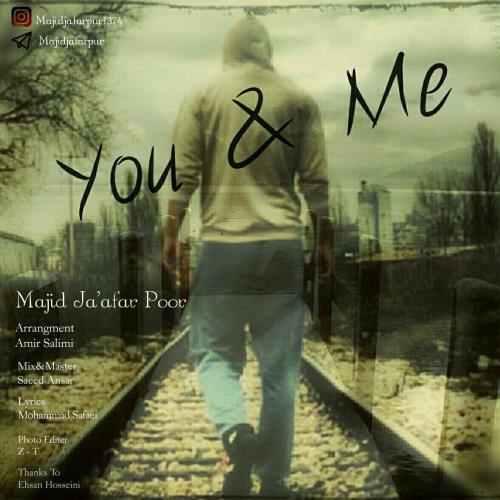 Majidjafarpur1374
Majidjafarpur
You & Me
Majid Ja'afar Poor
Arrangment
Amir Salimi
Mix&Master
Saeed Ansar
Lyrics
Mohammad Safaei
Photo Editer
Z - T
Thanks To
Ehsan Hosseini